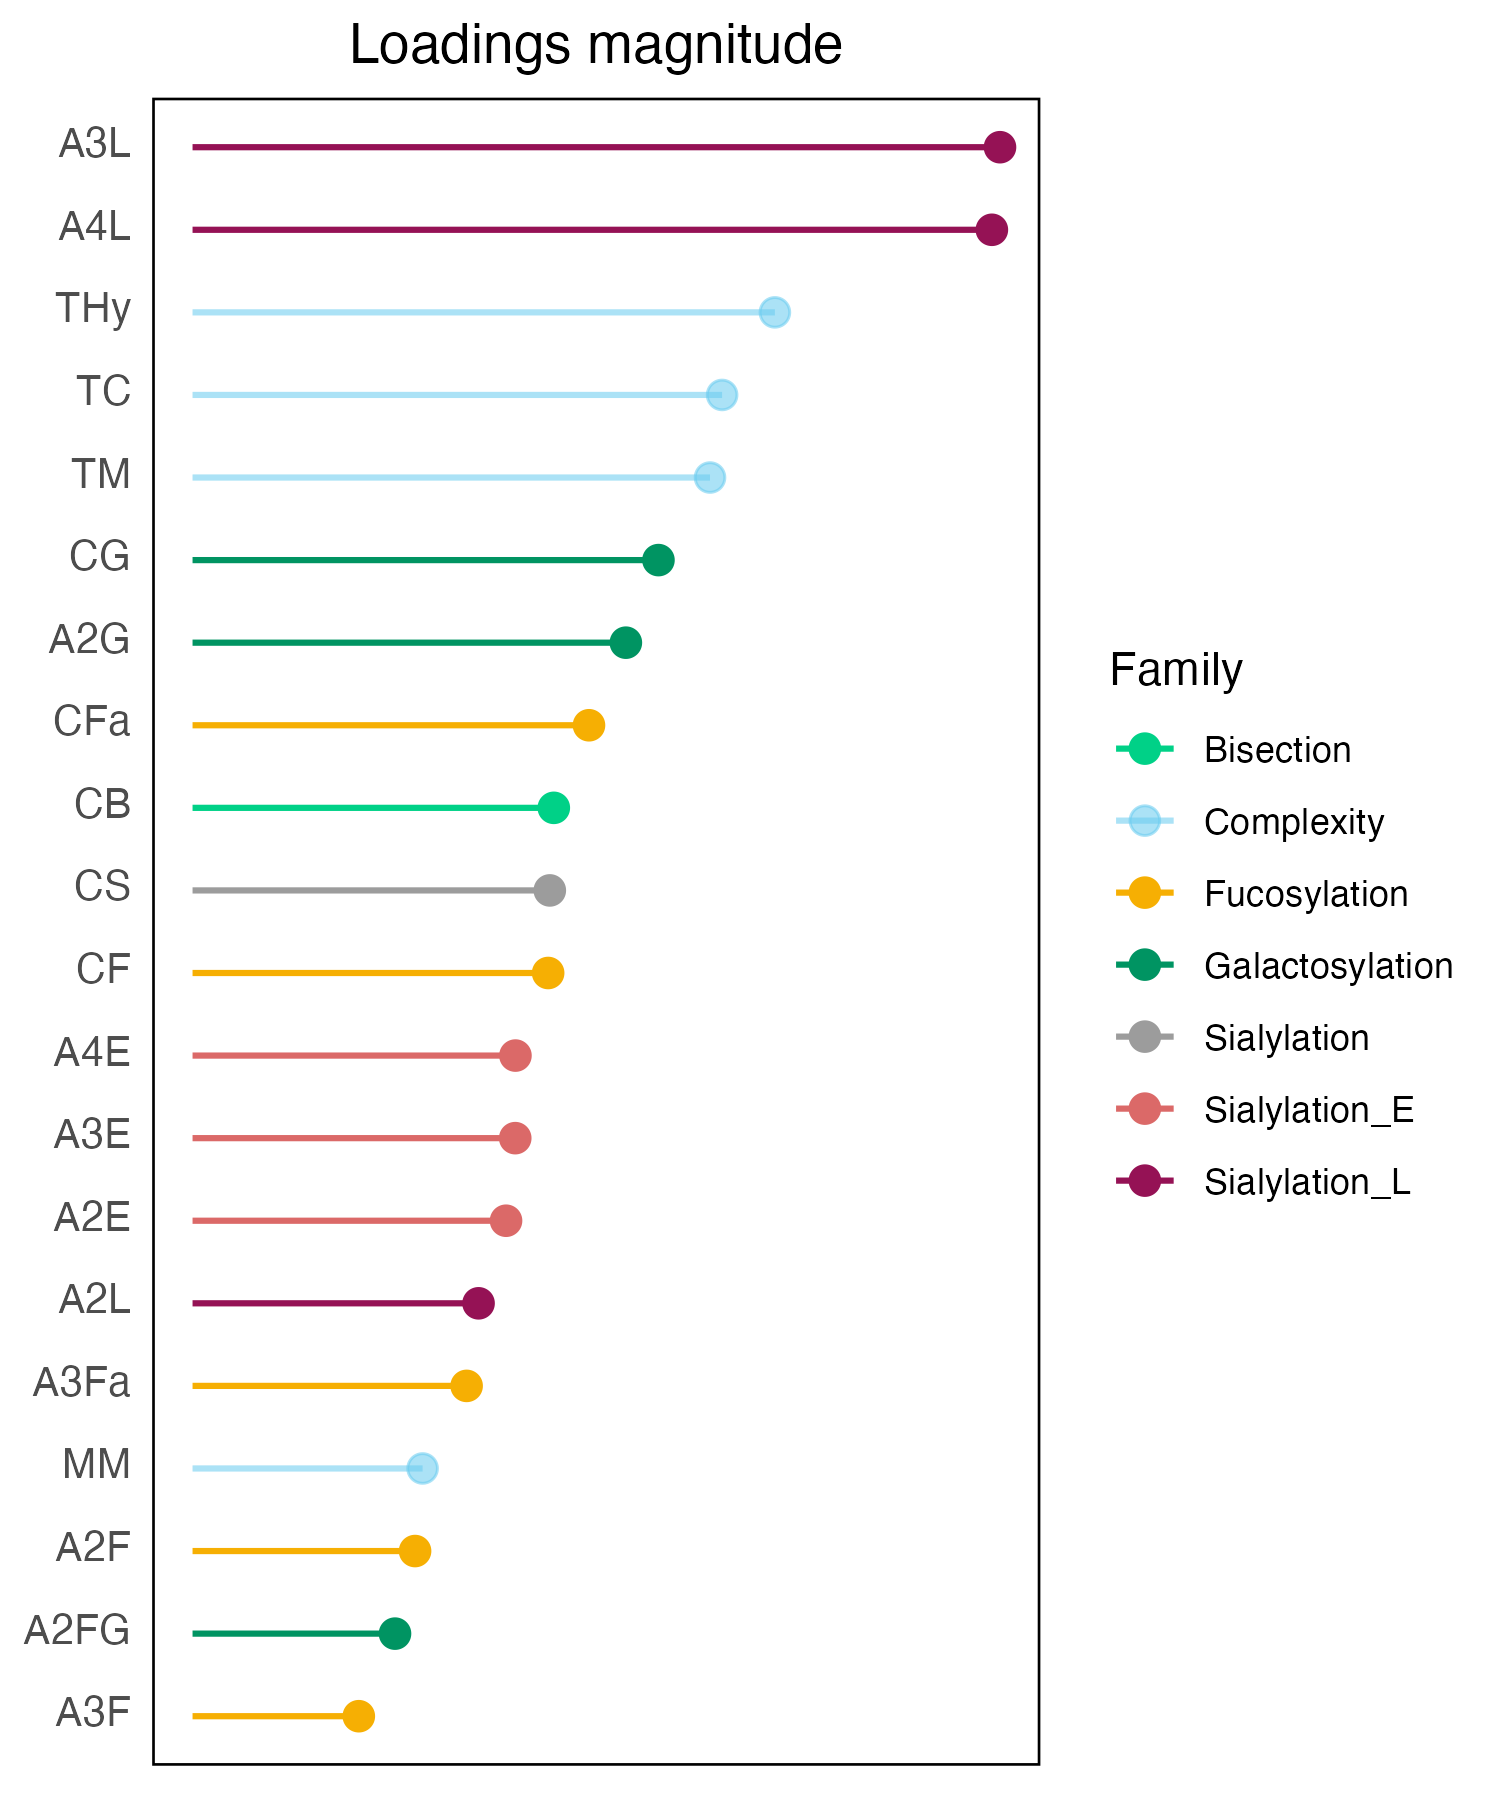 Loadings magnitude
A3L
A4L
THy
TC
TM
CG
A2G
CFa
CB
CS
CF
A4E
A3E
A2E
A2L
A3Fa
MM
A2F
A2FG
A3F
Family
Bisection
Complexity
Fucosylation
Galactosylation
Sialylation
Sialylation_E
Sialylation_L